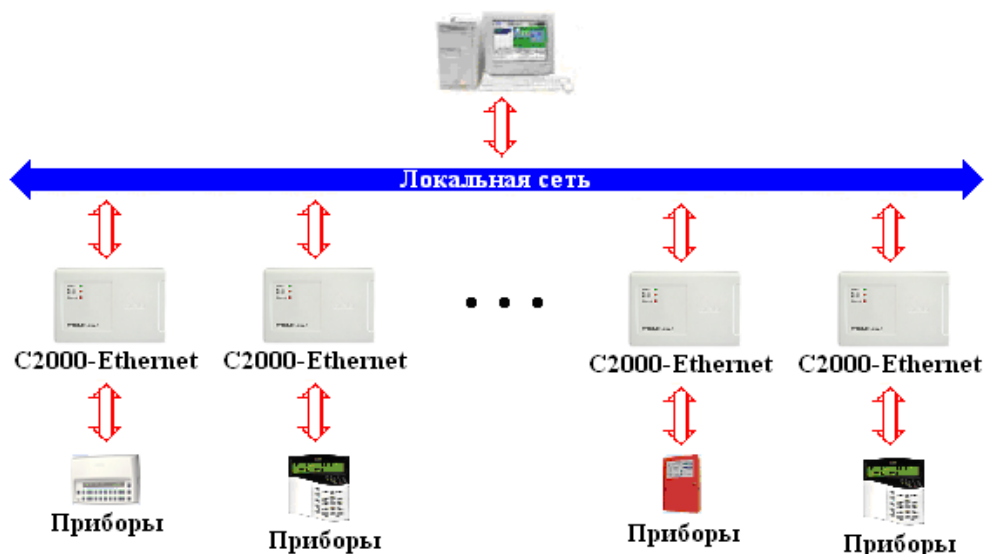 Локальная сеть
С2000-Ethernet
С2000-Ethernet
С2000-Ethernet
С2000-Ethernet
Приборы
Приборы
Приборы
Приборы